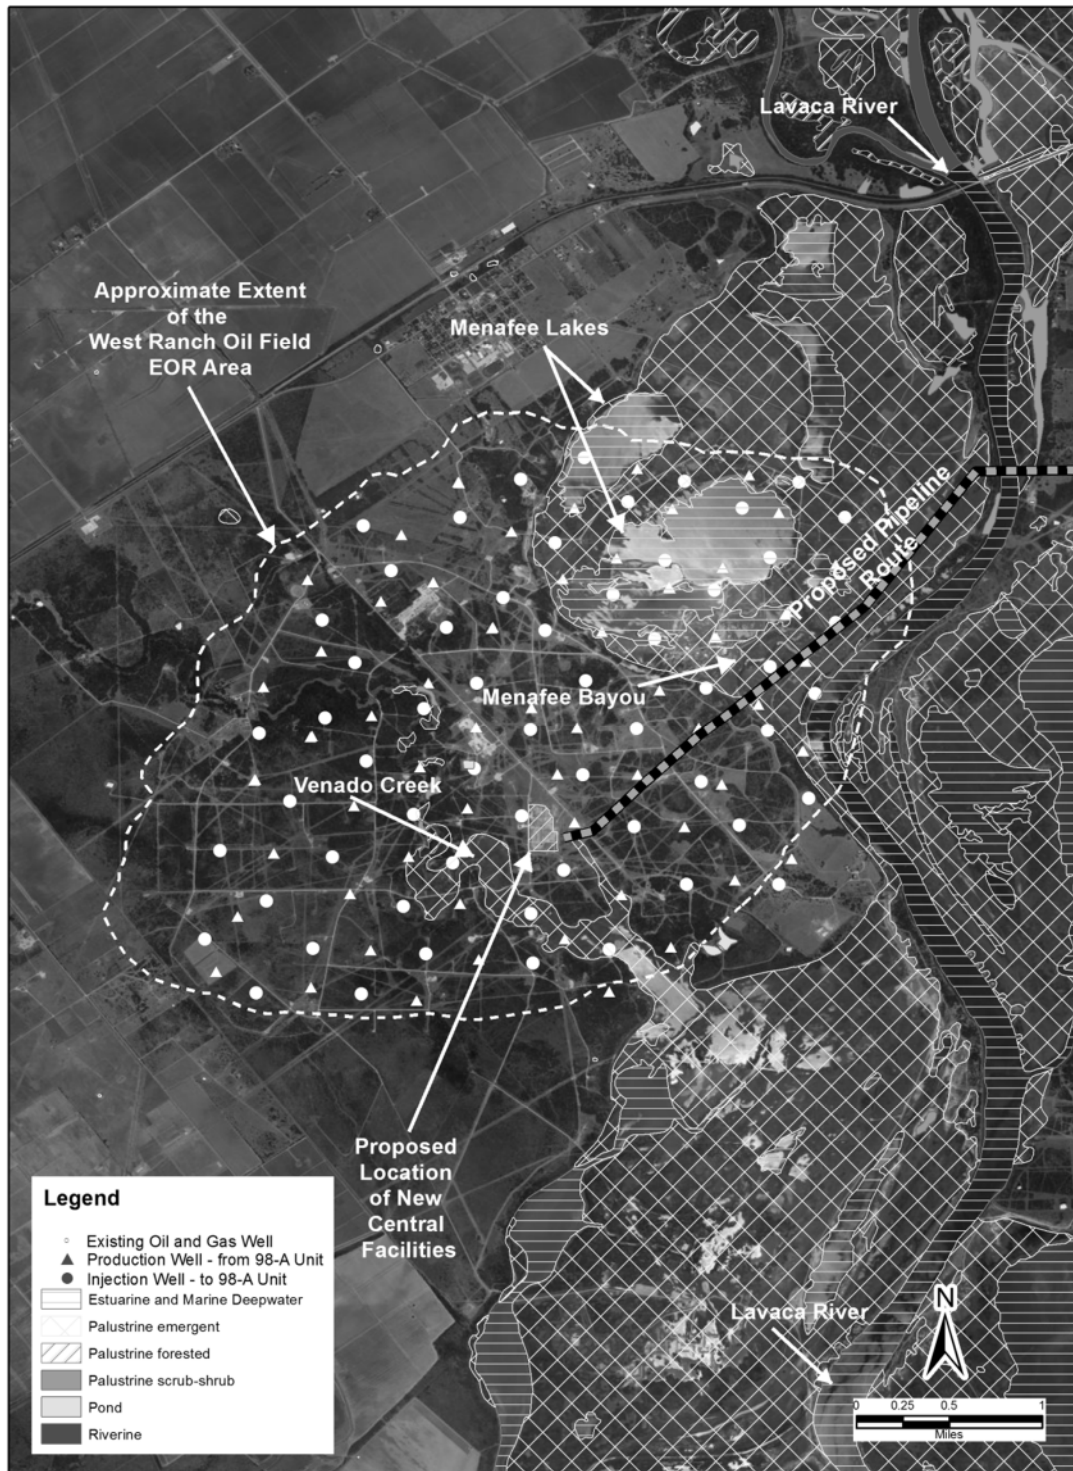 Lavaca River
Approximate Extent
of the
West Ranch Oil Field
EOR Area
Menafee Lakes
Proposed Pipeline
Route
Menafee Bayou
Venado Creek
Proposed
Location
of New
Central
Facilities
Lavaca River
N
0 0.25 0.5 1
Miles
Legend
Existing Oil and Gas Well
Production Well - from 98-A Unit
Injection Well - to 98-A Unit
Estuarine and Marine Deepwater
Palustrine emergent
Palustrine forested
Palustrine scrub-shrub
Pond
Riverine